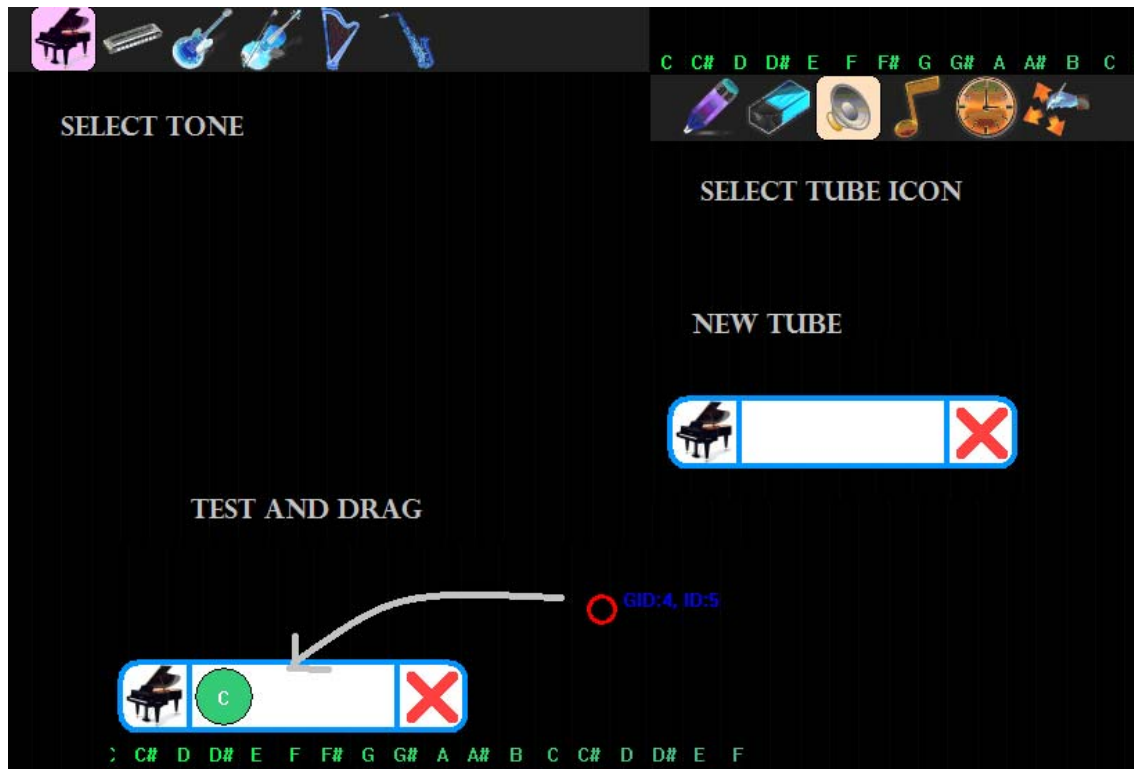 C C# D D# E F F# G G# A A# B C
SELECT TONE
SELECT TUBE ICON
NEW TUBE
TEST AND DRAG
GID:4, ID:5
C
C# D D# E F F# G G# A A# B C C# D D# E F